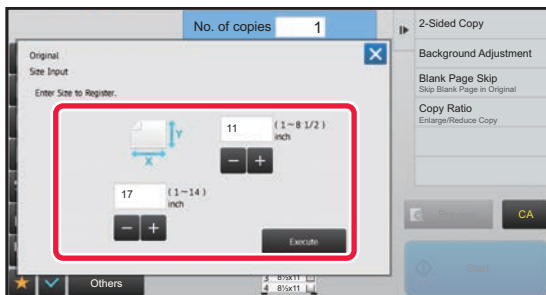 No. of copies 1
2-Sided Copy
Original
Size Input
Background Adjustment
Enter Size to Register.
Blank Page Skip
Skip Blank Page in Original
Y
11
(1~8 1/2)
inch
Copy Ratio
Enlarge/Reduce Copy
X
− +
17
(1~14)
inch
− +
Execute
CA
Start
Others
3 8½x11
4 8½x11